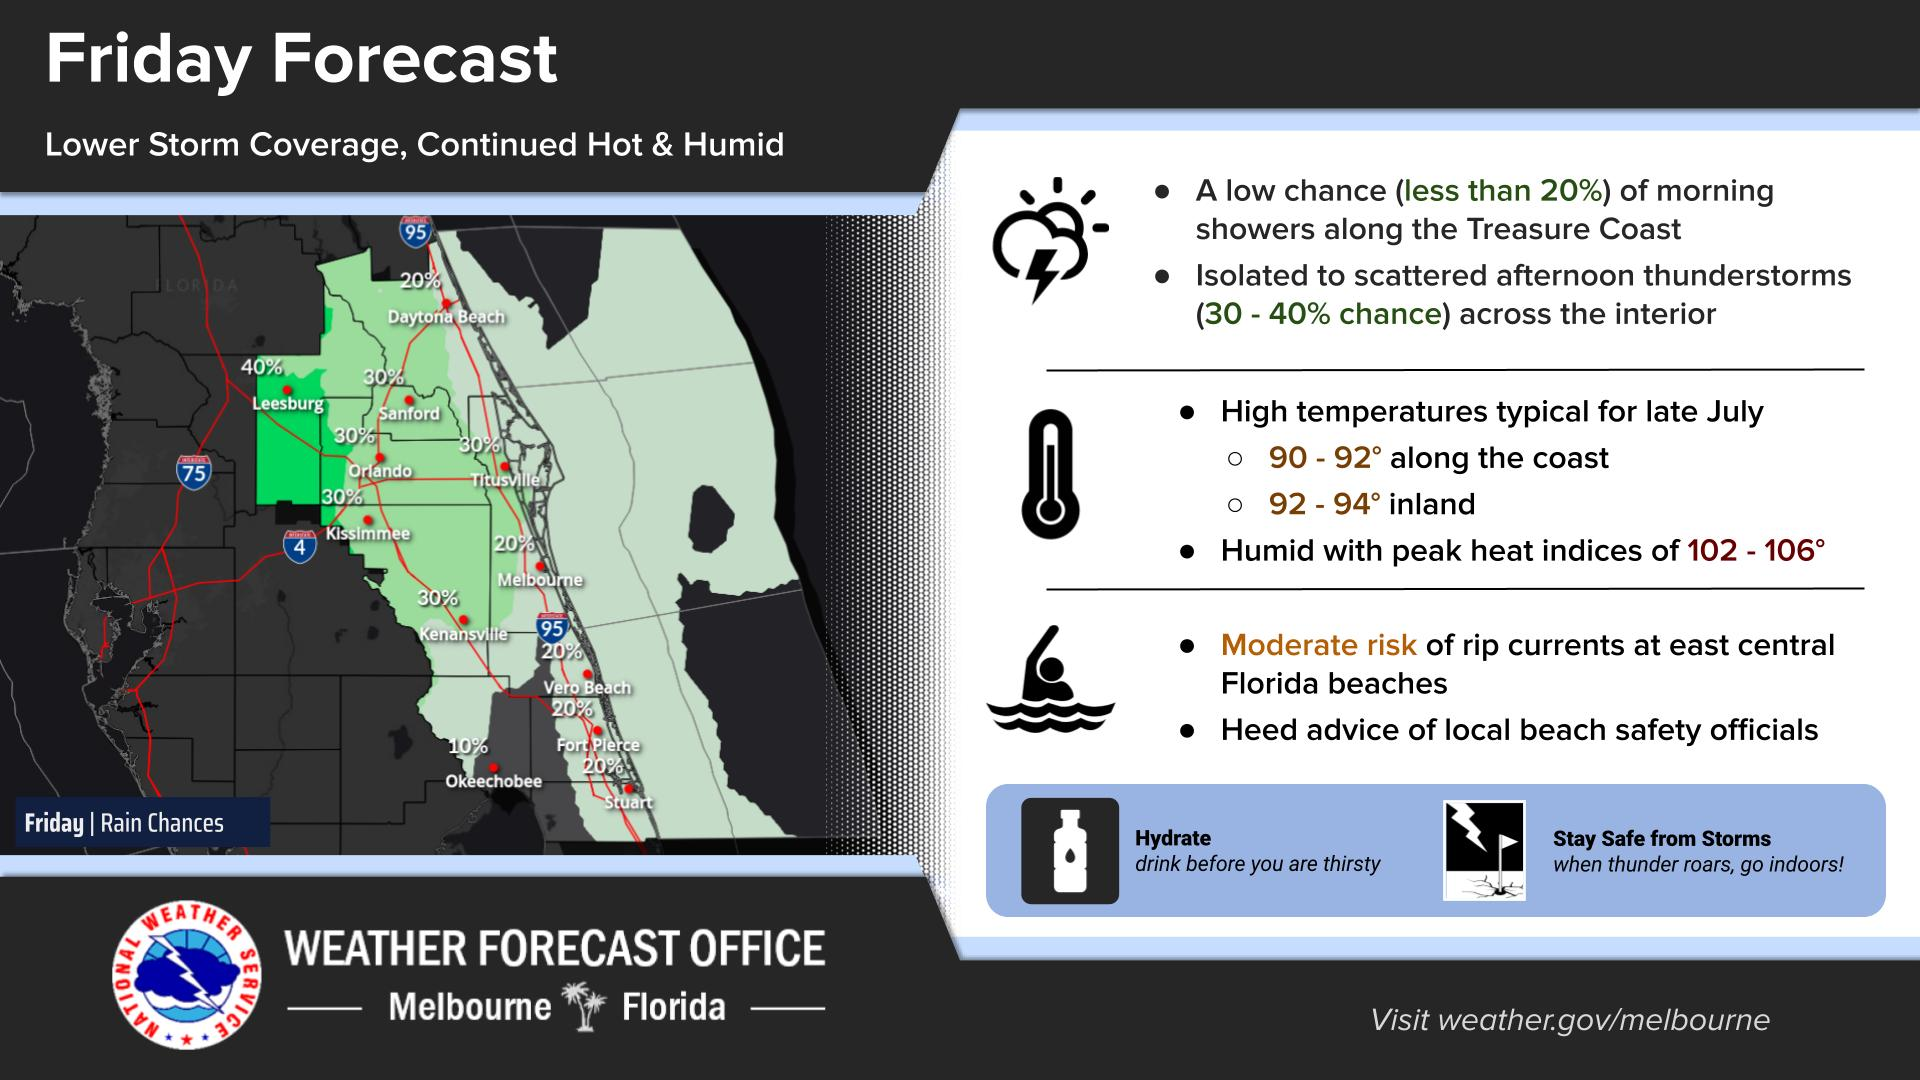 Friday Forecast
Lower Storm Coverage, Continued Hot & Humid
FLORIDA
95
20%
Daytona Beach
40%
Leesburg
30%
Sanford
30%
Orlando
30%
Titusville
75
30%
Kissimmee
4
20%
Melbourne
30%
Kenansville
95
20%
Vero Beach
20%
Fort Pierce
10%
Okeechobee
20%
Stuart
Friday | Rain Chances
● A low chance (less than 20%) of morning
showers along the Treasure Coast
● Isolated to scattered afternoon thunderstorms
(30 - 40% chance) across the interior
● High temperatures typical for late July
○ 90 - 92° along the coast
○ 92 - 94° inland
● Humid with peak heat indices of 102 - 106°
● Moderate risk of rip currents at east central
Florida beaches
● Heed advice of local beach safety officials
Hydrate
drink before you are thirsty
Stay Safe from Storms
when thunder roars, go indoors!
NATIONAL WEATHER SERVICE
WEATHER FORECAST OFFICE
Melbourne Florida
Visit weather.gov/melbourne